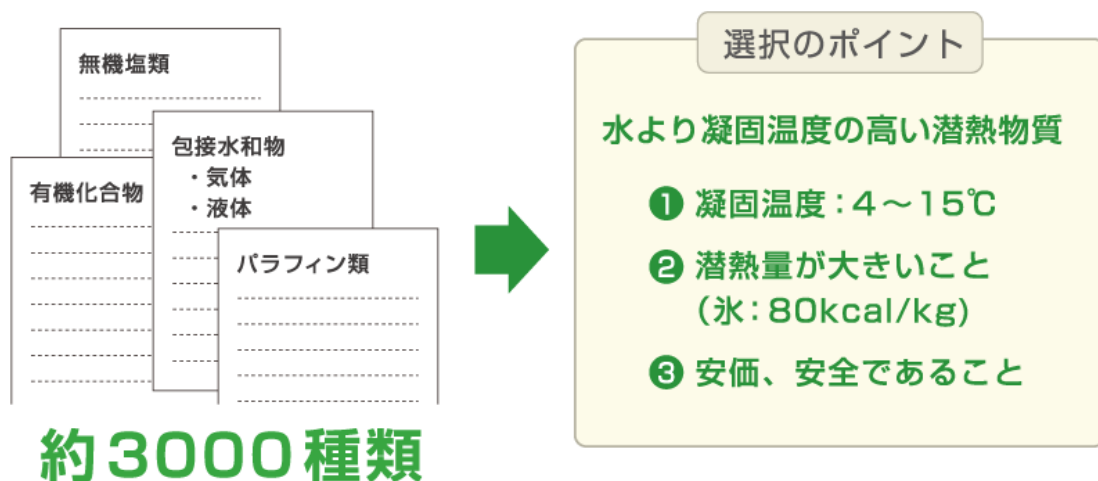 無機塩類
有機化合物
包接水和物
・気体
・液体
パラフィン類
約3000種類
選択のポイント
水より凝固温度の高い潜熱物質
❶ 凝固温度：4～15℃
❷ 潜熱量が大きいこと
（氷：80kcal/kg)
❸ 安価、安全であること